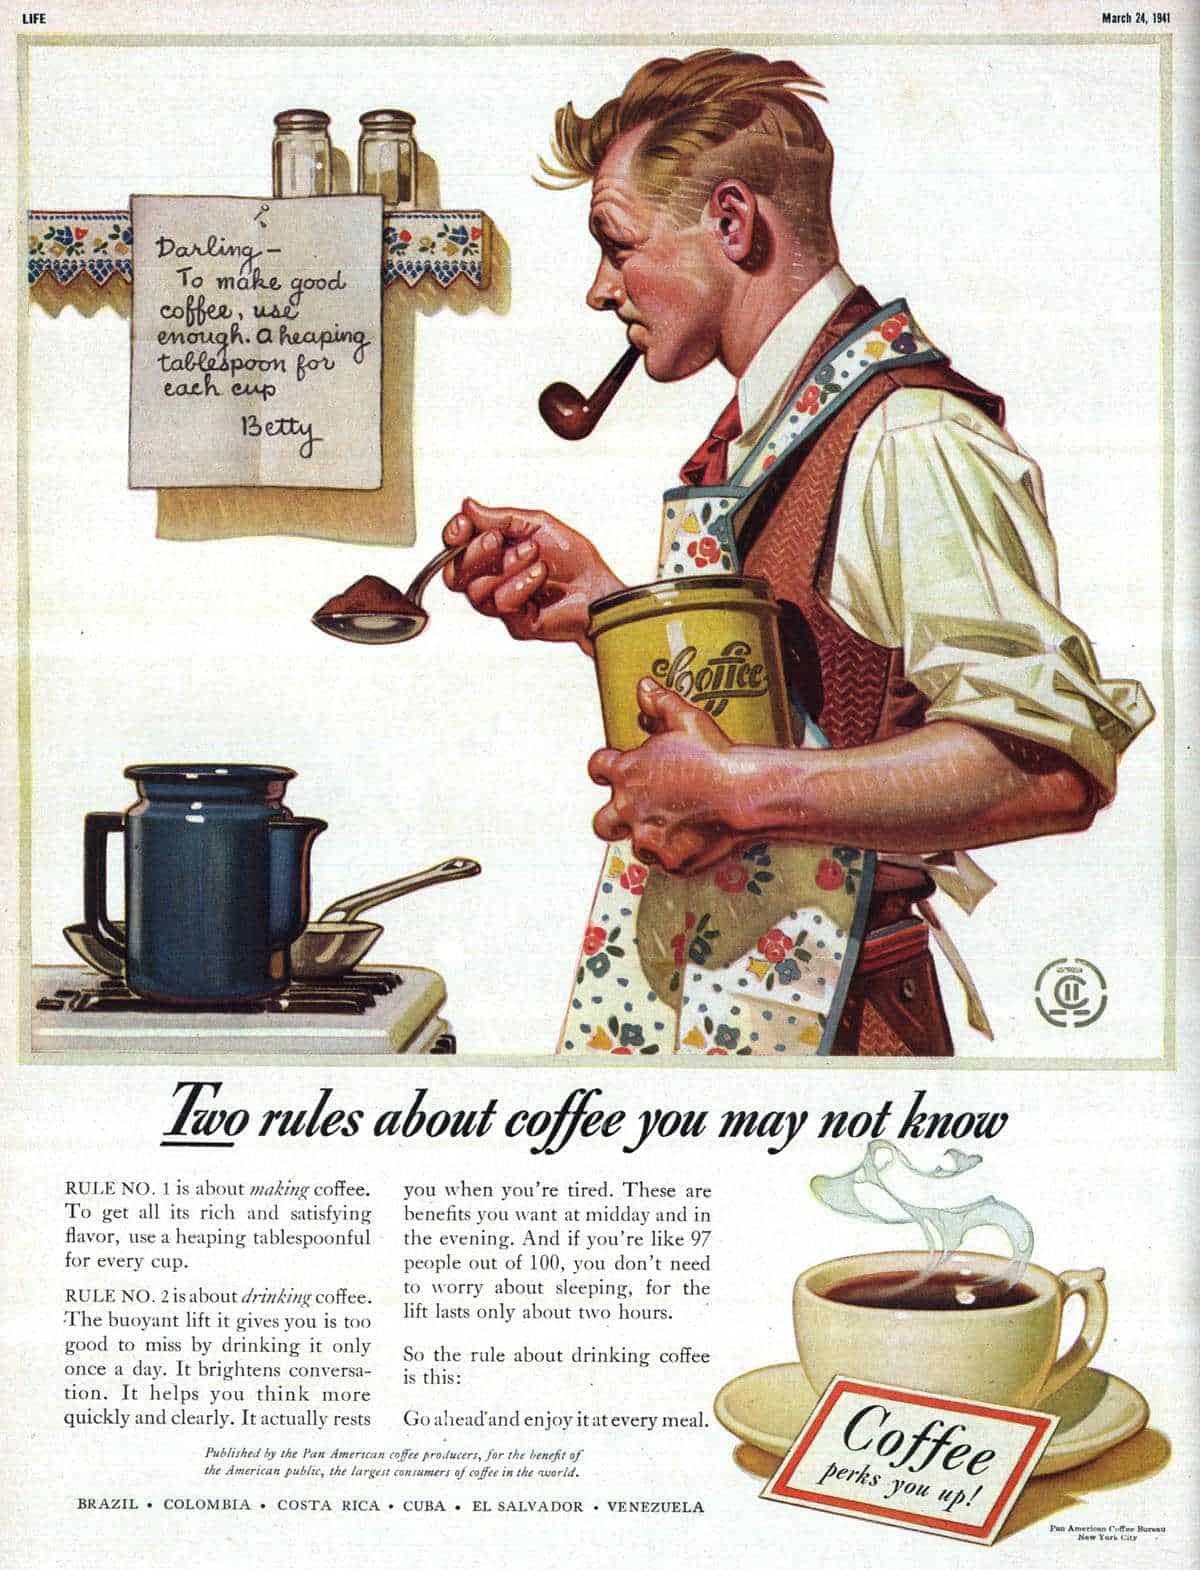 LIFE
March 24, 1941
Darling –
To make good
coffee, use
enough. A heaping
tablespoon for
each cup
Betty
Coffee
Two rules about coffee you may not know
RULE NO. 1 is about making coffee.
To get all its rich and satisfying
flavor, use a heaping tablespoonful
for every cup.
RULE NO. 2 is about drinking coffee.
The buoyant lift it gives you is too
good to miss by drinking it only
once a day. It brightens conversa-
tion. It helps you think more
quickly and clearly. It actually rests
you when you're tired. These are
benefits you want at midday and in
the evening. And if you're like 97
people out of 100, you don't need
to worry about sleeping, for the
lift lasts only about two hours.
So the rule about drinking coffee
is this:
Go ahead and enjoy it at every meal.
Published by the Pan American coffee producers, for the benefit of
the American public, the largest consumers of coffee in the world.
BRAZIL • COLOMBIA • COSTA RICA • CUBA • EL SALVADOR • VENEZUELA
Coffee
perks you up!
Pan American Coffee Bureau
New York City